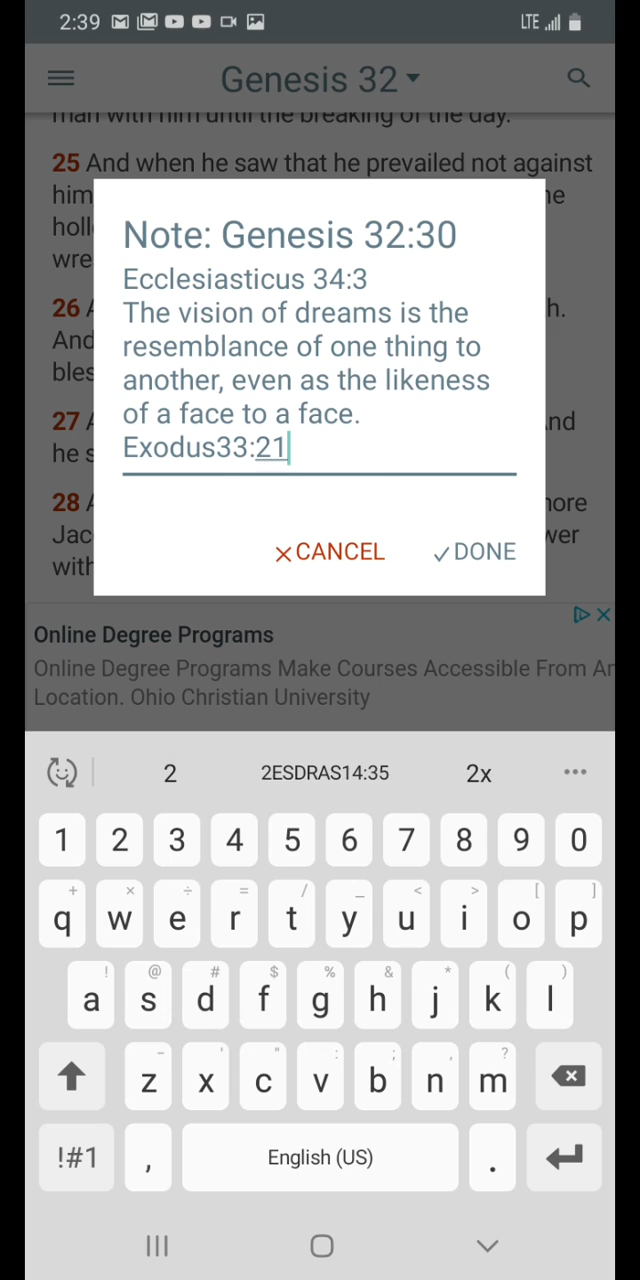 2:39
LTE
Genesis 32
man with him until the breaking of the day.
25 And when he saw that he prevailed not against
him
he
holl
wre
26 A
h.
And
bles
27 A
nd
he s
28 A
more
Jac
wer
with
Note: Genesis 32:30
Ecclesiasticus 34:3
The vision of dreams is the
resemblance of one thing to
another, even as the likeness
of a face to a face.
Exodus33:21
CANCEL
DONE
Online Degree Programs
Online Degree Programs Make Courses Accessible From An
Location. Ohio Christian University
2 2ESDRAS14:35 2x
1 2 3 4 5 6 7 8 9 0
+ × ÷ = / _ < > [ ]
q w e r t y u i o p
! @ # $ % & * ( )
a s d f g h j k l
- ' " : ; , ?
z x c v b n m
!#1 , English (US) .